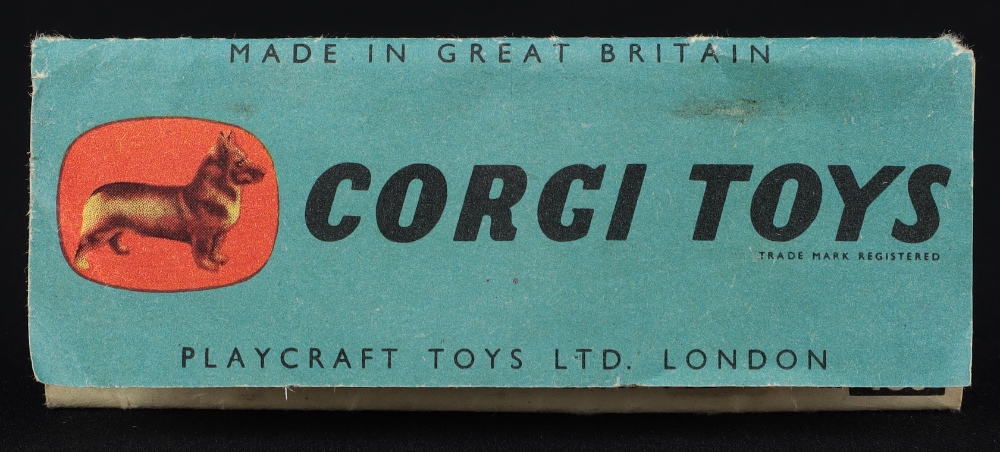 MADE IN GREAT BRITAIN
CORGI TOYS
TRADE MARK REGISTERED
PLAYCRAFT TOYS LTD. LONDON